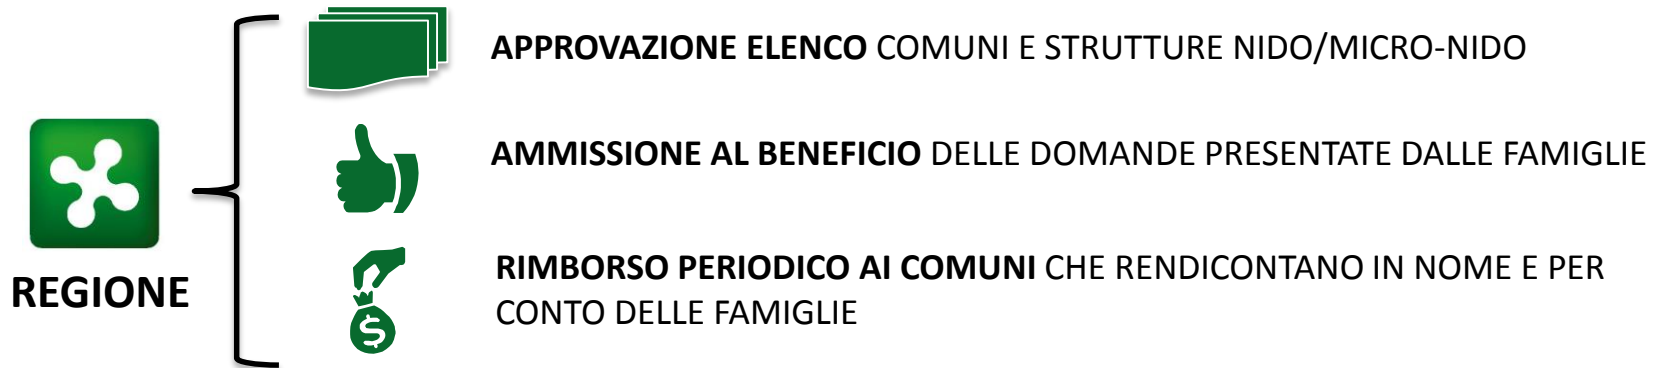 APPROVAZIONE ELENCO COMUNI E STRUTTURE NIDO/MICRO-NIDO
AMMISSIONE AL BENEFICIO DELLE DOMANDE PRESENTATE DALLE FAMIGLIE
REGIONE
RIMBORSO PERIODICO AI COMUNI CHE RENDICONTANO IN NOME E PER
CONTO DELLE FAMIGLIE
$